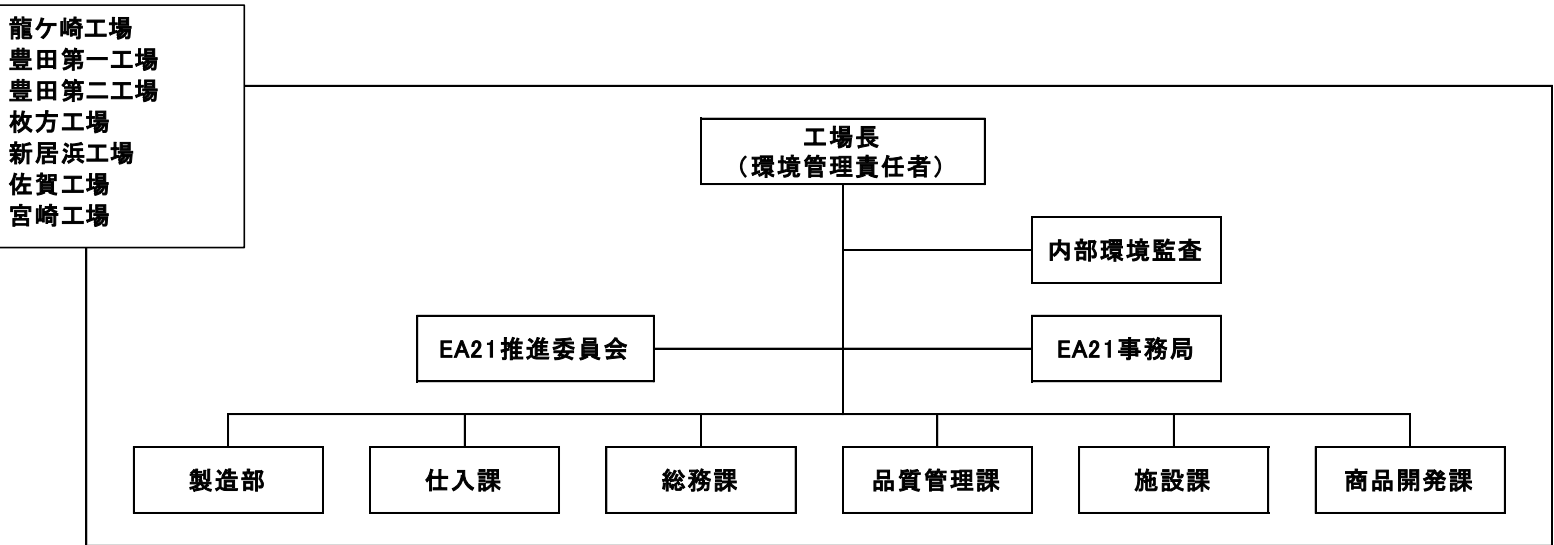 龍ケ崎工場
豊田第一工場
豊田第二工場
枚方工場
新居浜工場
佐賀工場
宮崎工場
工場長
（環境管理責任者）
内部環境監査
EA21推進委員会
EA21事務局
製造部
仕入課
総務課
品質管理課
施設課
商品開発課